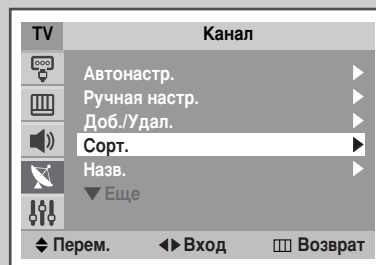 TV Канал
Автонастр.
Ручная настр.
Доб./Удал.
Сорт.
Назв.
Еще
Перем. Вход Возврат